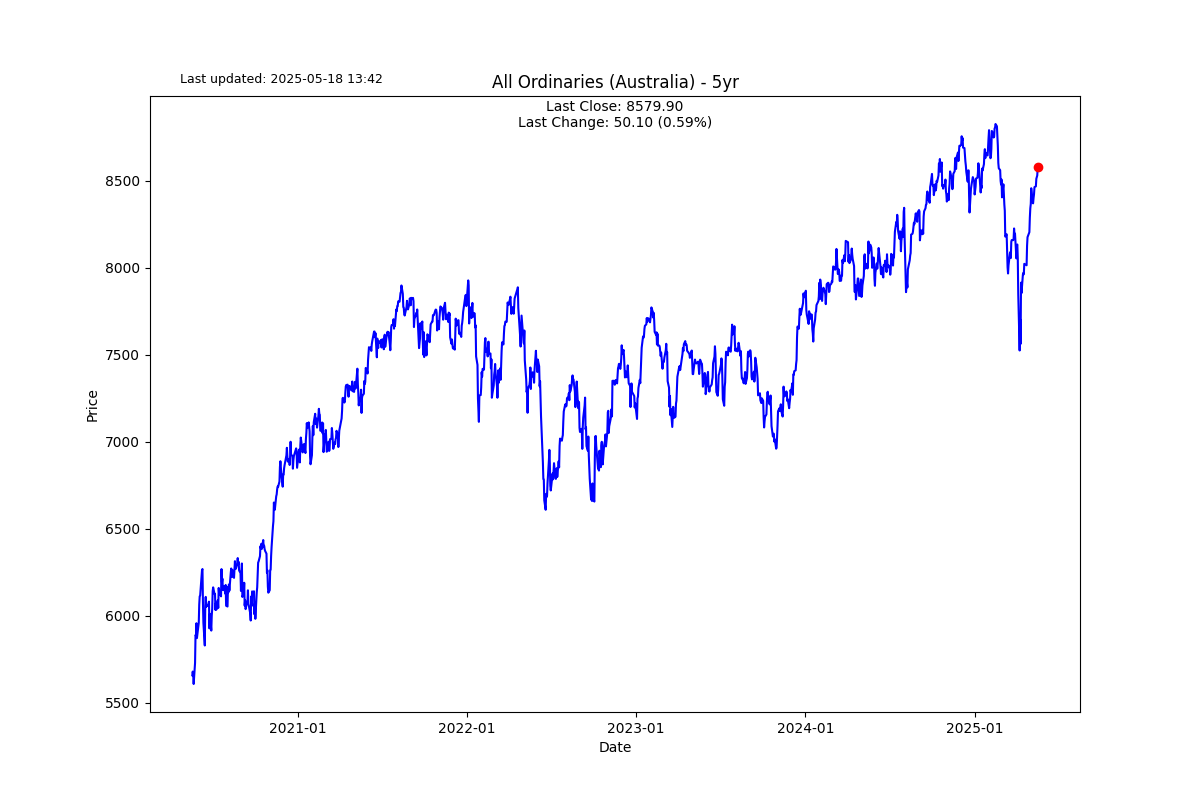 Last updated: 2025-05-18 13:42
All Ordinaries (Australia) - 5yr
Last Close: 8579.90
Last Change: 50.10 (0.59%)
8500
8000
7500
7000
6500
6000
5500
Price
2021-01
2022-01
2023-01
2024-01
2025-01
Date